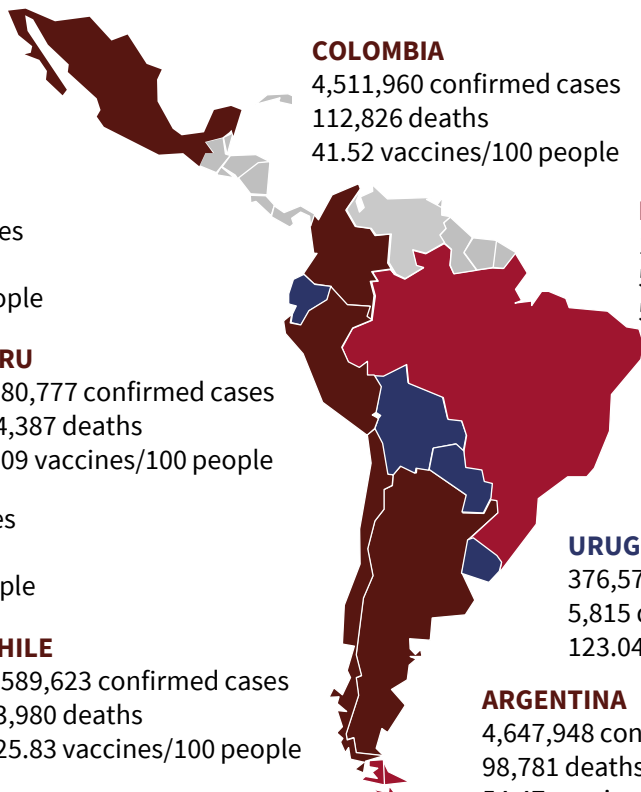 COLOMBIA
4,511,960 confirmed cases
112,826 deaths
41.52 vaccines/100 people
es
ople
RU
80,777 confirmed cases
4,387 deaths
09 vaccines/100 people
es
ple
HILE
589,623 confirmed cases
3,980 deaths
25.83 vaccines/100 people
URUG
376,57
5,815
123.04
ARGENTINA
4,647,948 con
98,781 deaths